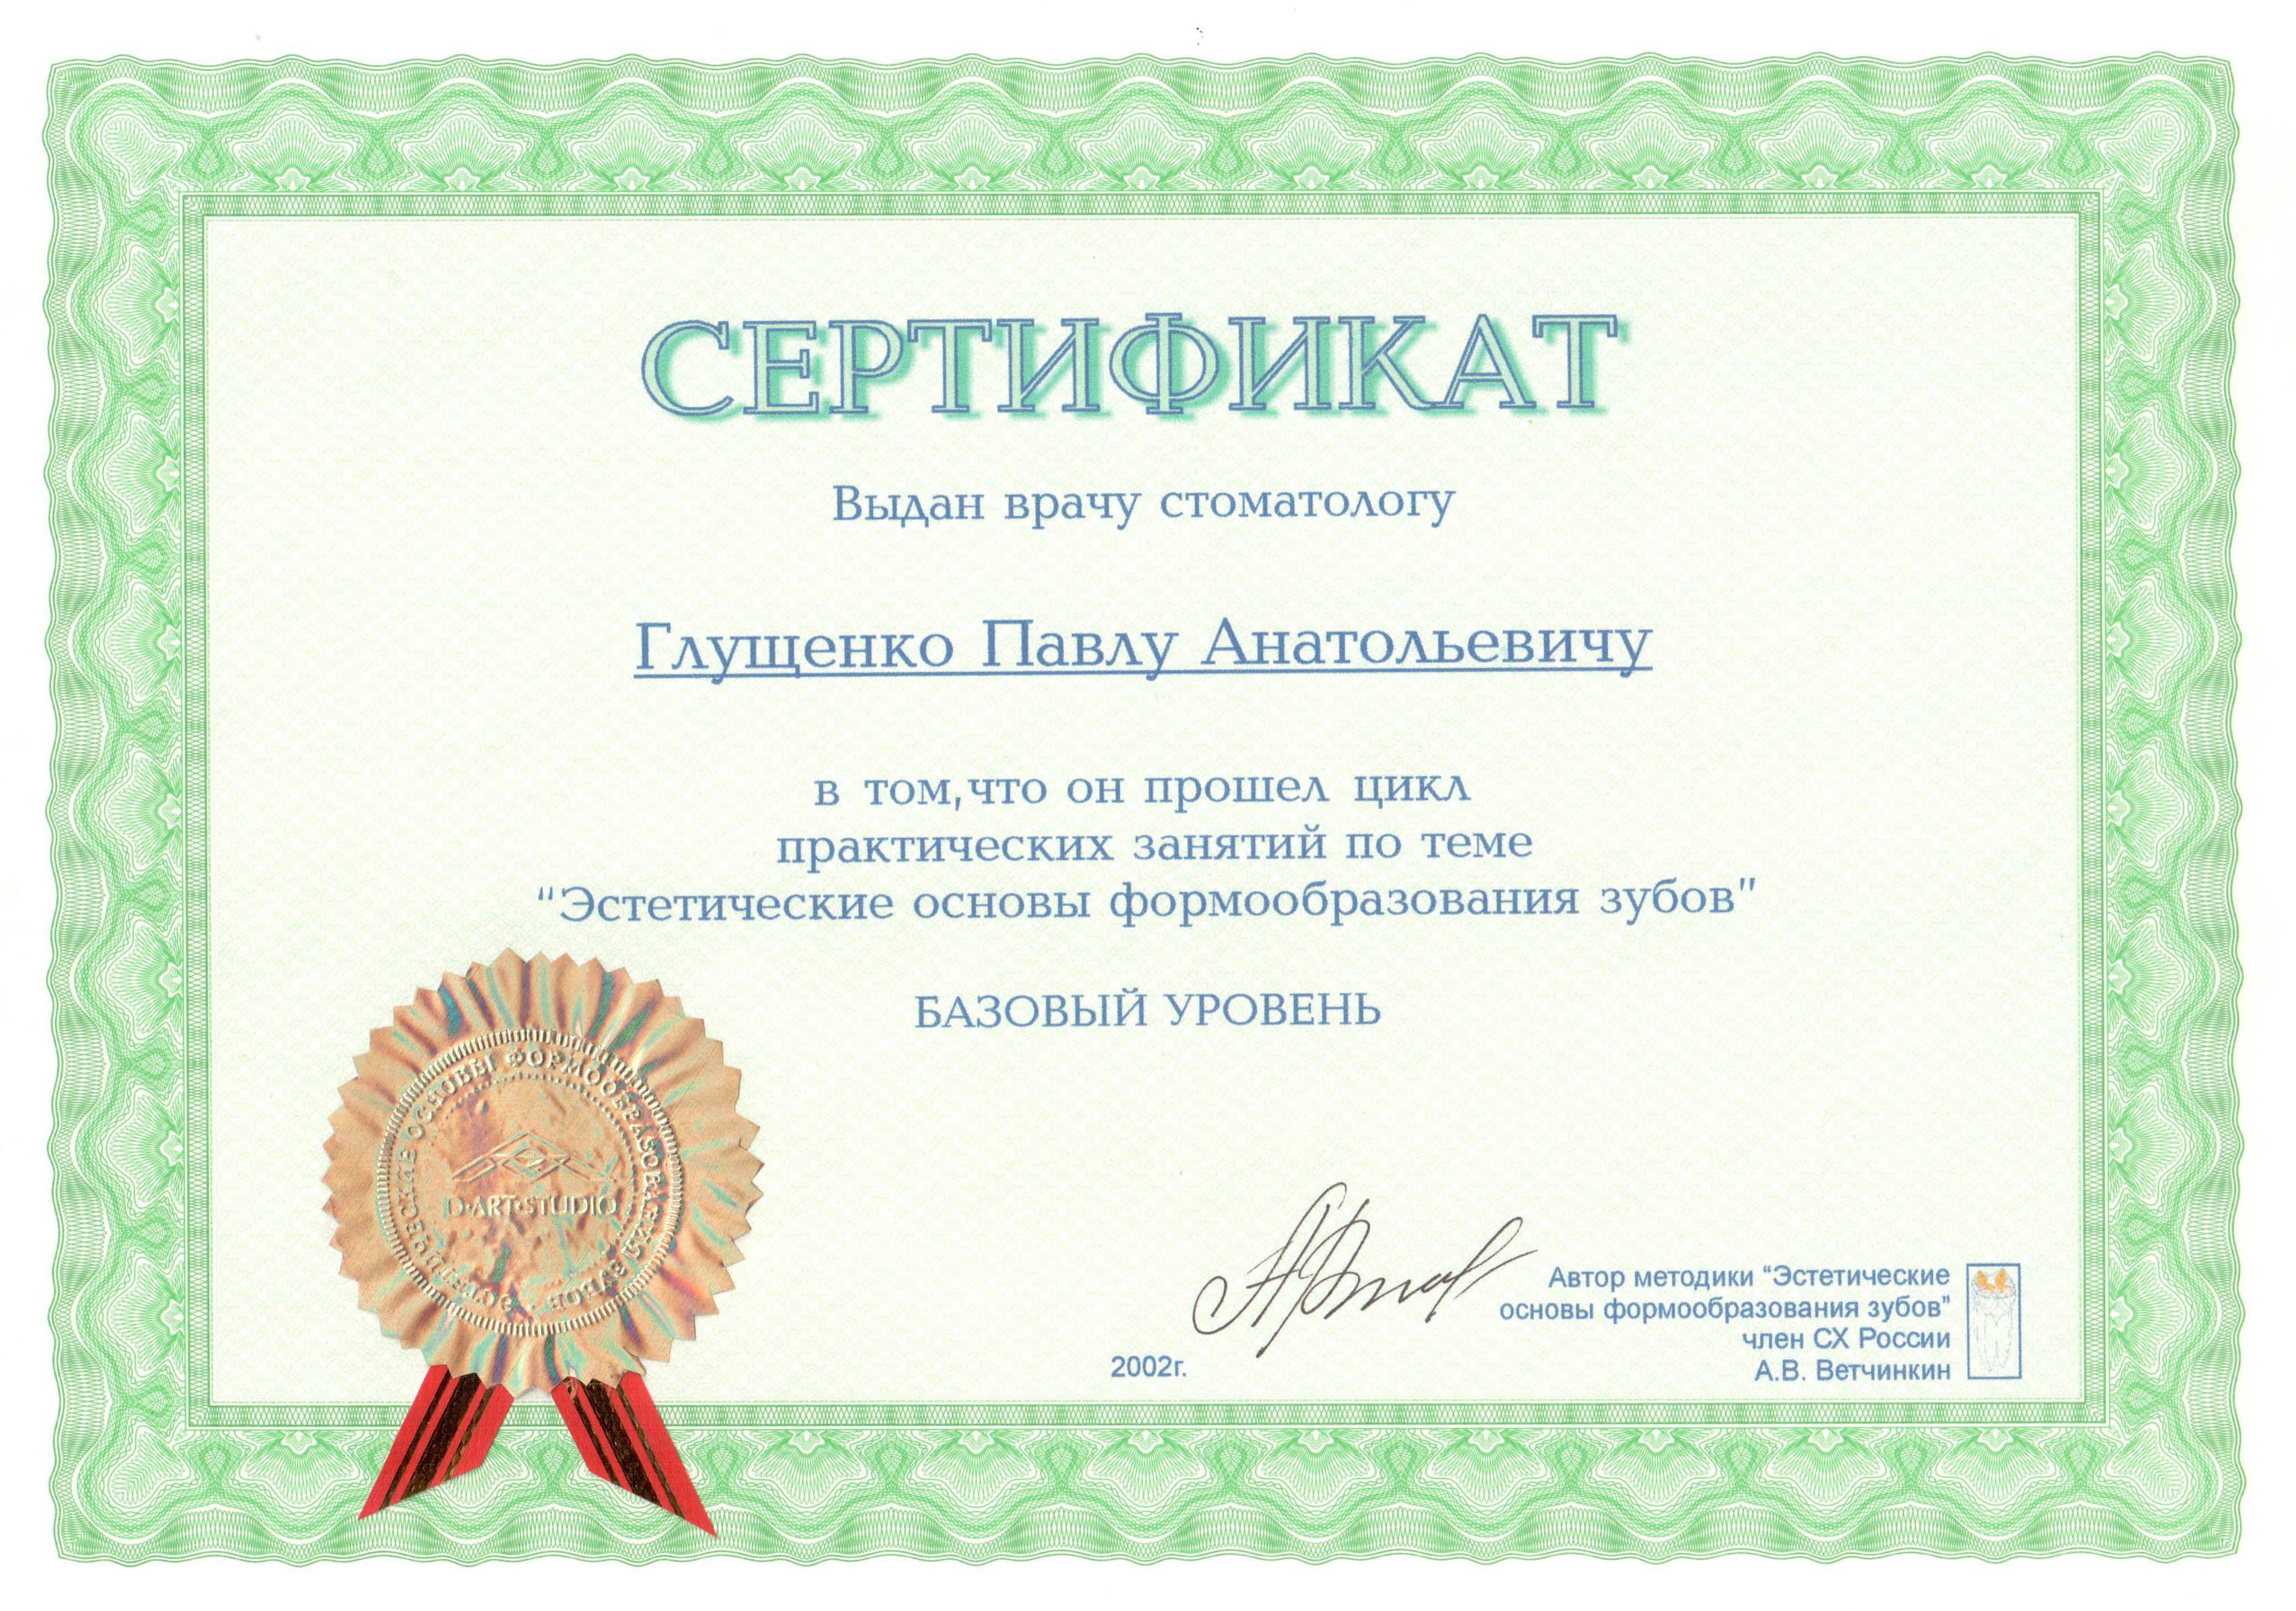 СЕРТИФИКАТ
Выдан врачу стоматологу
Глущенко Павлу Анатольевичу
в том,что он прошел цикл
практических занятий по теме
“Эстетические основы формообразования зубов”
БАЗОВЫЙ УРОВЕНЬ
ЭСТЕТИЧЕСКИЕ ОСНОВЫ ФОРМООБРАЗОВАНИЯ ЗУБОВ
D•ART•STUDIO
2002г.
Автор методики “Эстетические
основы формообразования зубов”
член СХ России
А.В. Ветчинкин